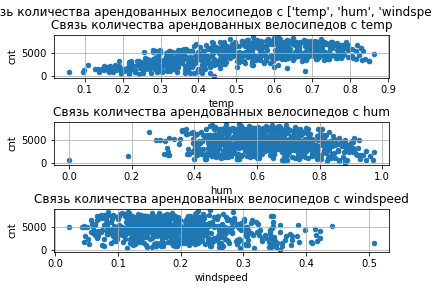 зь количества арендованных велосипедов с ['temp', 'hum', 'windspe
Связь количества арендованных велосипедов с temp
5000
0
cnt
0.1 0.2 0.3 0.4 0.5 0.6 0.7 0.8 0.9
temp
Связь количества арендованных велосипедов с hum
5000
0
cnt
0.0 0.2 0.4 0.6 0.8 1.0
hum
Связь количества арендованных велосипедов с windspeed
5000
0
cnt
0.0 0.1 0.2 0.3 0.4 0.5
windspeed